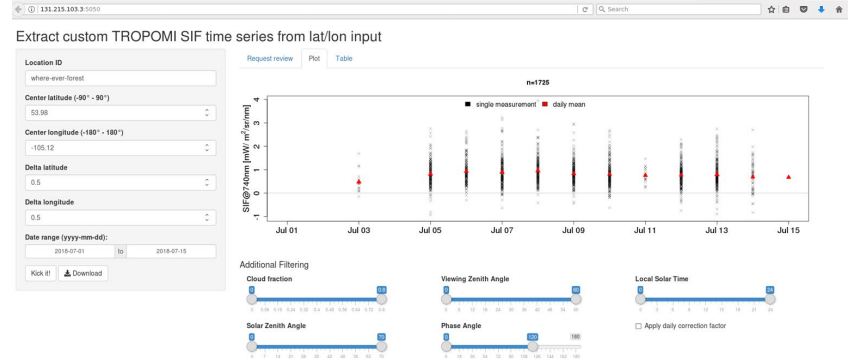 131.215.103.3:5050
Search
Extract custom TROPOMI SIF time series from lat/lon input
Location ID
where-ever-forest
Center latitude (-90° - 90°)
53.98
Center longitude (-180° - 180°)
-105.12
Delta latitude
0.5
Delta longitude
0.5
Date range (yyyy-mm-dd):
2018-07-01 to 2018-07-15
Kick it! Download
Request review Plot Table
n=1725
single measurement daily mean
SIF@740nm [mW/ m²/sr/nm]
4
3
2
1
0
-1
Jul 01 Jul 03 Jul 05 Jul 07 Jul 09 Jul 11 Jul 13 Jul 15
Additional Filtering
Cloud fraction
0 0.8
Viewing Zenith Angle
0 60
Local Solar Time
0 24
Solar Zenith Angle
0 70
Phase Angle
0 120 180
Apply daily correction factor